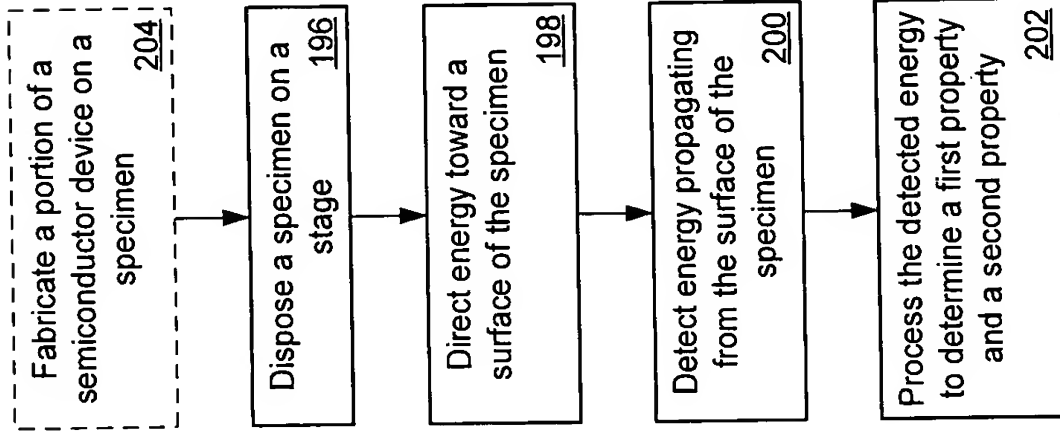 Fabricate a portion of a
semiconductor device on a
specimen
204
Dispose a specimen on a
stage
196
Direct energy toward a
surface of the specimen
198
Detect energy propagating
from the surface of the
specimen
200
Process the detected energy
to determine a first property
and a second property
202